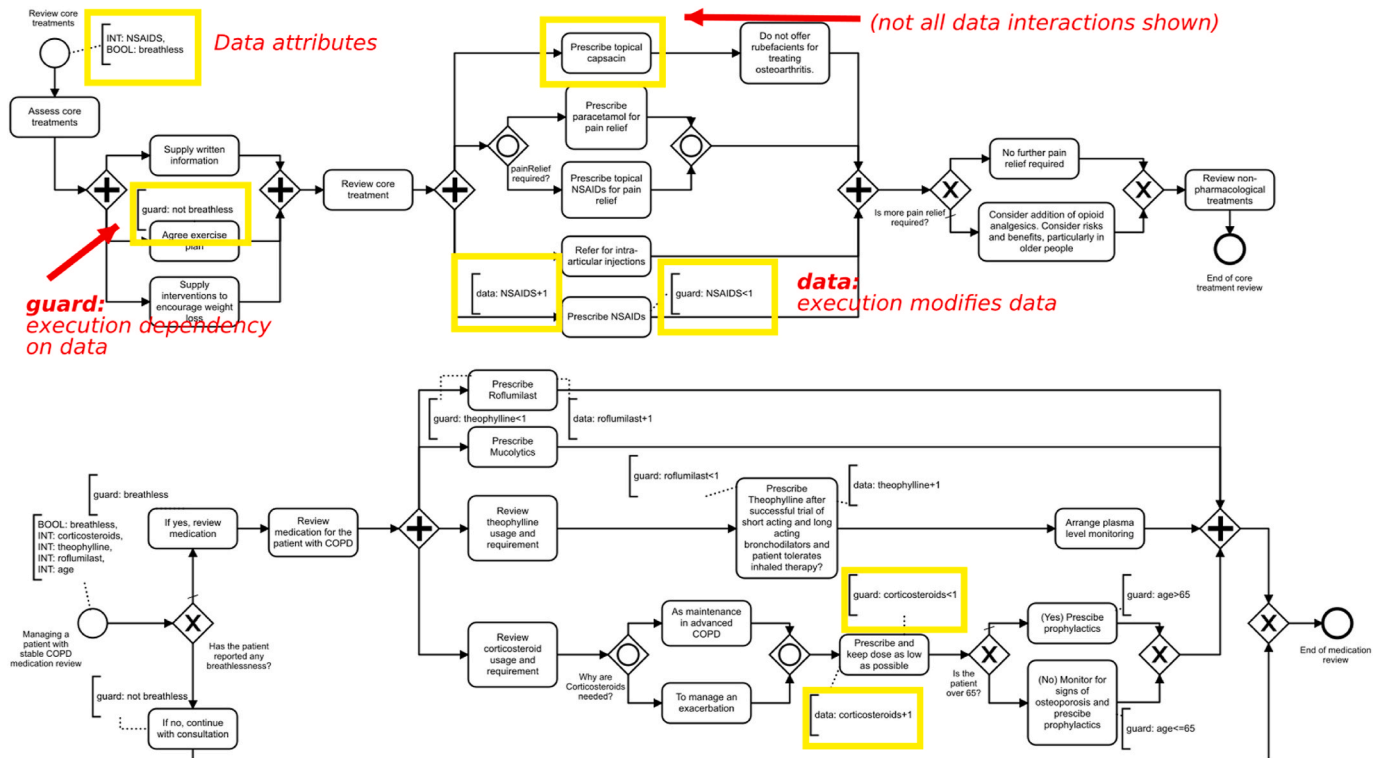 Review core
treatments
INT: NSAIDS,
BOOL: breathless
Data attributes
(not all data interactions shown)
Assess core
treatments
Supply written
information
guard: not breathless
Agree exercise
plan
Supply
interventions to
encourage weight
loss
guard:
execution dependency
on data
Review core
treatment
Prescribe topical
capsacin
Do not offer
rubefacients for
treating
osteoarthritis.
Prescribe
paracetamol for
pain relief
painRelief
required?
Prescribe topical
NSAIDs for pain
relief
Refer for intra-
articular injections
data: NSAIDS+1
guard: NSAIDS<1
Prescribe NSAIDs
data:
execution modifies data
No further pain
relief required
Is more pain relief
required?
Consider addition of opioid
analgesics. Consider risks
and benefits, particularly in
older people
Review non-
pharmacological
treatments
End of core
treatment review
Prescribe
Roflumilast
guard: theophylline<1
data: roflumilast+1
Prescribe
Mucolytics
guard: breathless
BOOL: breathless,
INT: corticosteroids,
INT: theophylline,
INT: roflumilast,
INT: age
If yes, review
medication
Review
medication for the
patient with COPD
Review
theophylline
usage and
requirement
guard: roflumilast<1
data: theophylline+1
Prescribe
Theophylline after
successful trial of
short acting and long
acting
bronchodilators and
patient tolerates
inhaled therapy?
Arrange plasma
level monitoring
Managing a
patient with
stable COPD
medication review
Has the patient
reported any
breathlessness?
guard: not breathless
If no, continue
with consultation
Review
corticosteroid
usage and
requirement
Why are
Corticosteroids
needed?
As maintenance
in advanced
COPD
To manage an
exacerbation
guard: corticosteroids<1
Prescribe and
keep dose as low
as possible
data: corticosteroids+1
Is the
patient
over 65?
(Yes) Prescibe
prophylactics
guard: age>65
(No) Monitor for
signs of
osteoporosis and
prescibe
prophylactics
guard: age<=65
End of medication
review